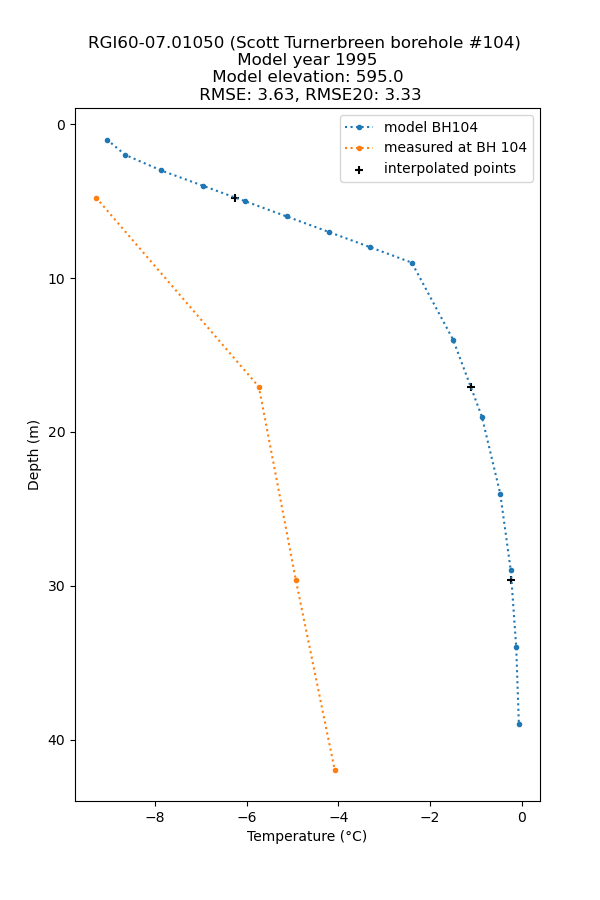 RGI60-07.01050 (Scott Turnerbreen borehole #104)
Model year 1995
Model elevation: 595.0
RMSE: 3.63, RMSE20: 3.33
model BH104
measured at BH 104
interpolated points
0
10
20
30
40
Depth (m)
−8
−6
−4
−2
0
Temperature (°C)